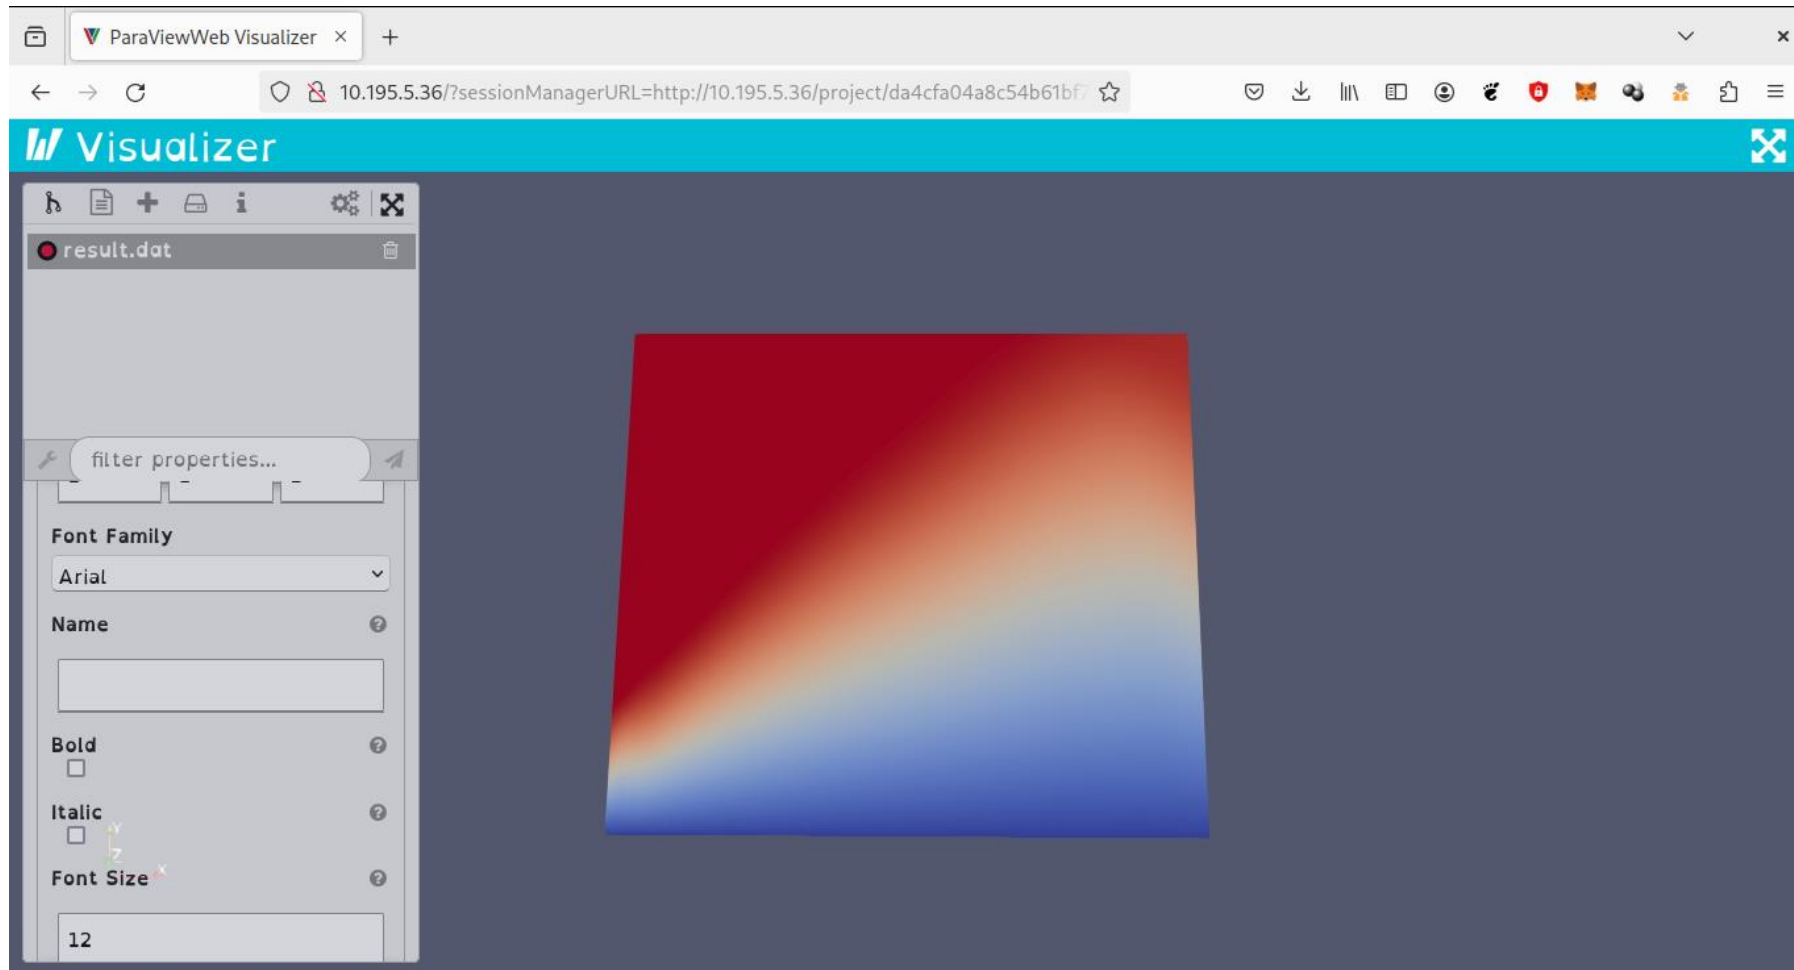 ParaViewWeb Visualizer
10.195.5.36/?sessionManagerURL=http://10.195.5.36/project/da4cfa04a8c54b61bf7
Visualizer
result.dat
filter properties...
Font Family
Arial
Name
Bold
Italic
Y
Z
X
Font Size
12